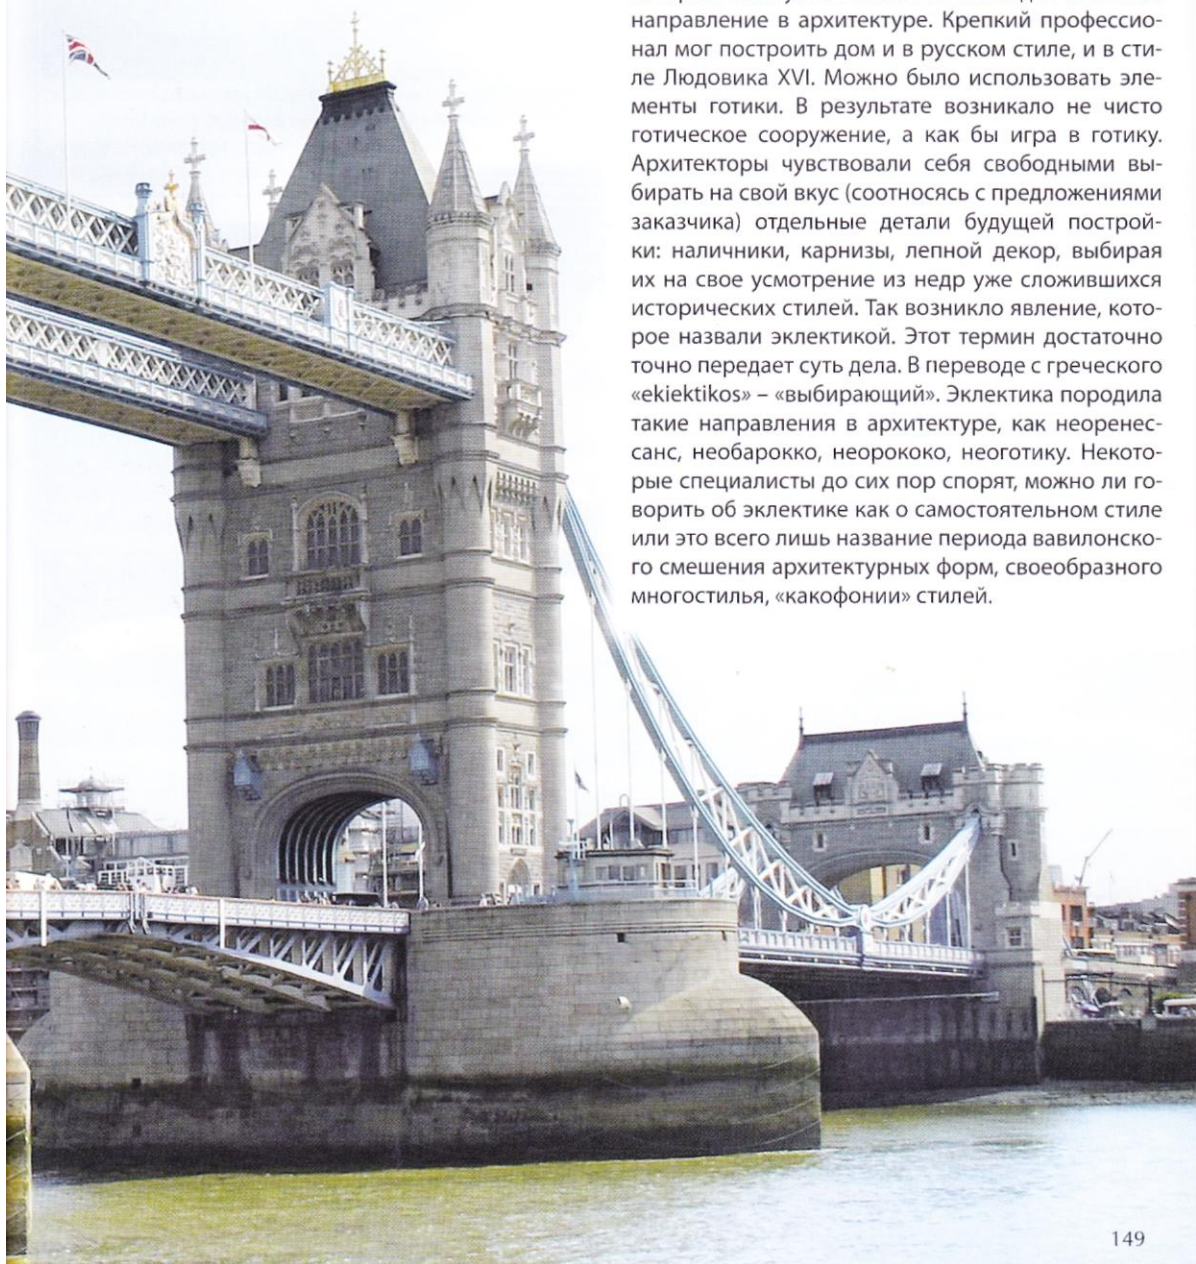 направление в архитектуре. Крепкий профессио-
нал мог построить дом и в русском стиле, и в сти-
ле Людовика XVI. Можно было использовать эле-
менты готики. В результате возникало не чисто
готическое сооружение, а как бы игра в готику.
Архитекторы чувствовали себя свободными вы-
бирать на свой вкус (соотносясь с предложениями
заказчика) отдельные детали будущей построй-
ки: наличники, карнизы, лепной декор, выбирая
их на свое усмотрение из недр уже сложившихся
исторических стилей. Так возникло явление, кото-
рое назвали эклектикой. Этот термин достаточно
точно передает суть дела. В переводе с греческого
«ekiektikos» – «выбирающий». Эклектика породила
такие направления в архитектуре, как неоренес-
санс, необарокко, неорококо, неоготику. Некото-
рые специалисты до сих пор спорят, можно ли го-
ворить об эклектике как о самостоятельном стиле
или это всего лишь название периода вавилонско-
го смешения архитектурных форм, своеобразного
многостилья, «какофонии» стилей.
149